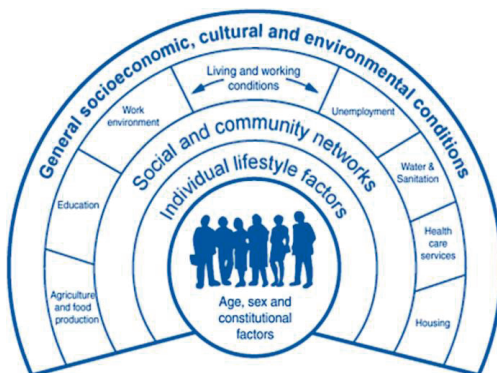 General socioeconomic, cultural and environmental conditions
Living and working
conditions
Work
environment
Unemployment
Education
Water &
Sanitation
Agriculture
and food
production
Health
care
services
Housing
Social and community networks
Individual lifestyle factors
Age, sex and
constitutional
factors